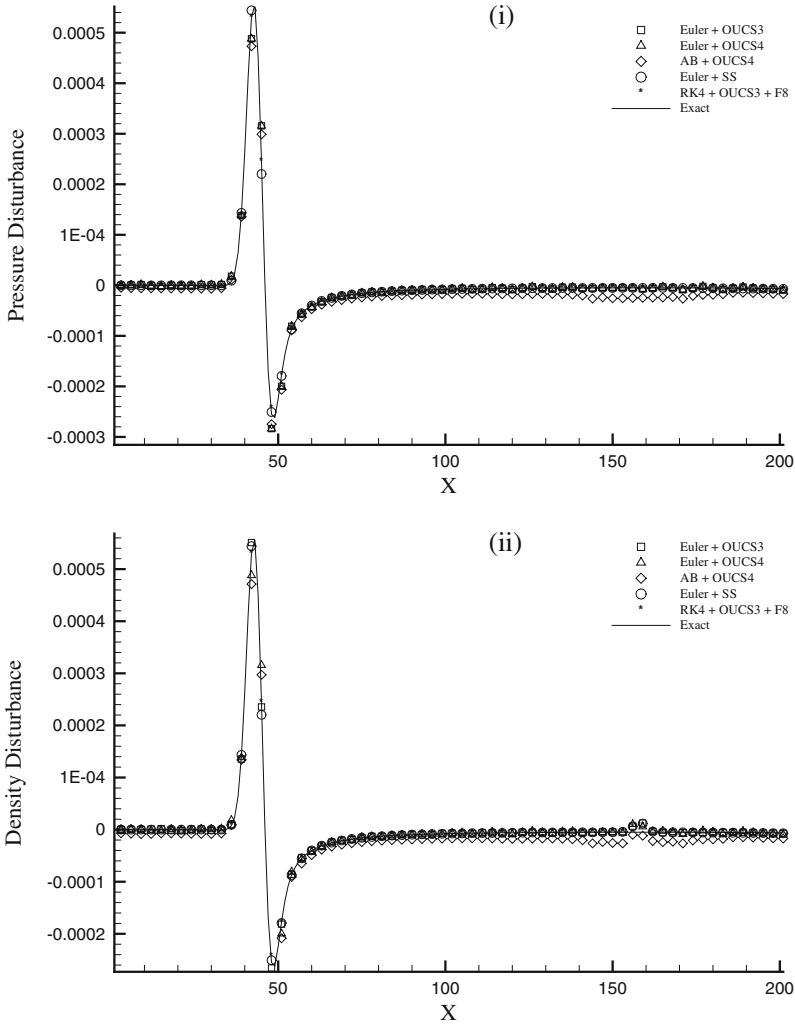 (i)
Euler + OUCS3
Euler + OUCS4
AB + OUCS4
Euler + SS
* RK4 + OUCS3 + F8
Exact
Pressure Disturbance
0.0005
0.0004
0.0003
0.0002
1E-04
0
-0.0001
-0.0002
-0.0003
50
100
150
200
X
(ii)
Euler + OUCS3
Euler + OUCS4
AB + OUCS4
Euler + SS
* RK4 + OUCS3 + F8
Exact
Density Disturbance
0.0005
0.0004
0.0003
0.0002
1E-04
0
-0.0001
-0.0002
50
100
150
200
X